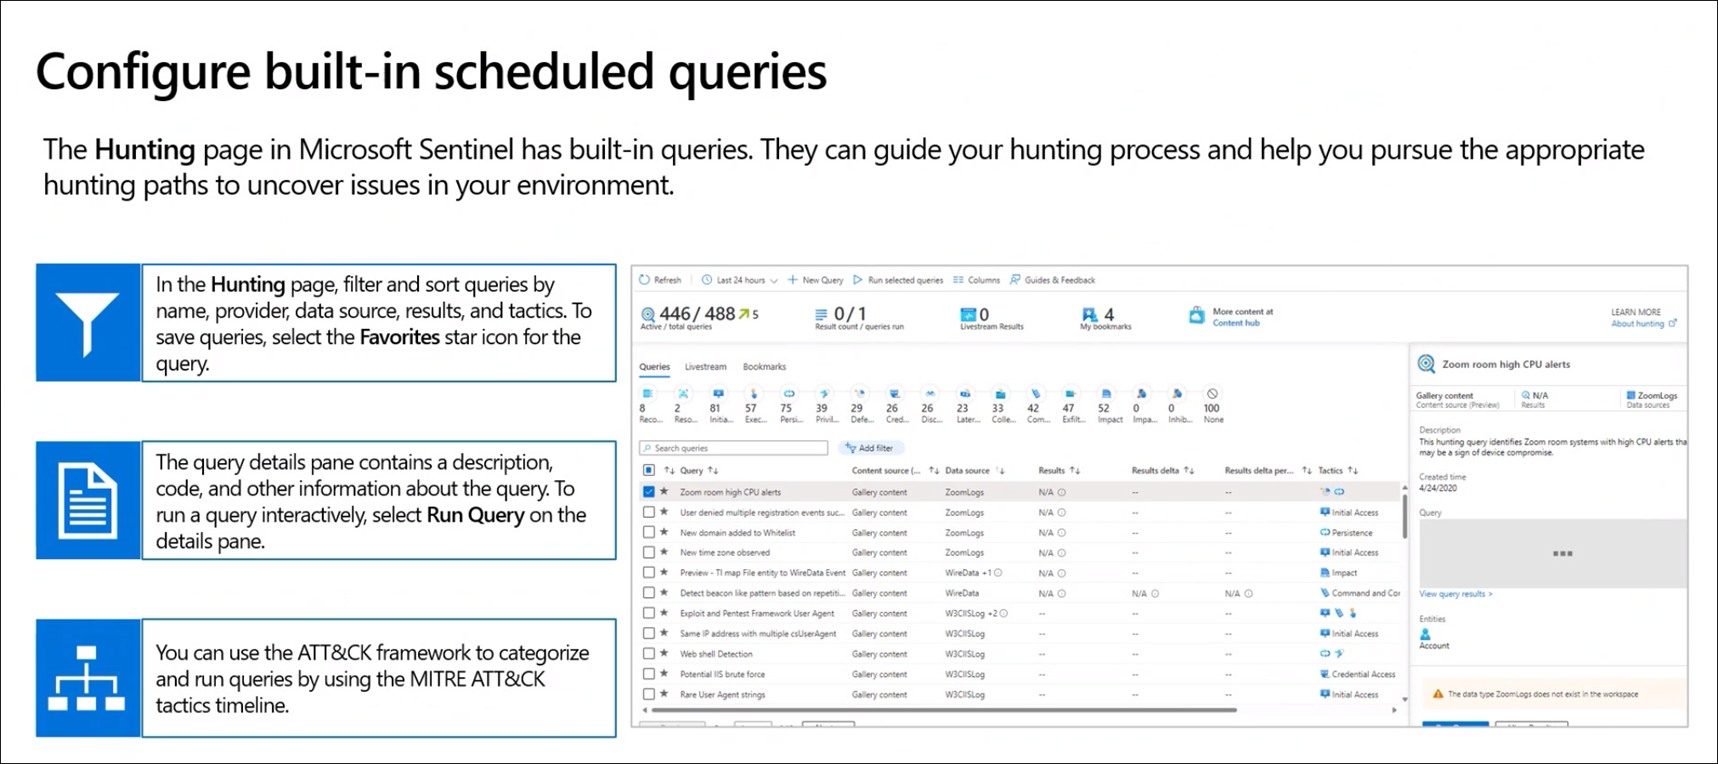 Configure built-in scheduled queries
The Hunting page in Microsoft Sentinel has built-in queries. They can guide your hunting process and help you pursue the appropriate
hunting paths to uncover issues in your environment.
In the Hunting page, filter and sort queries by
name, provider, data source, results, and tactics. To
save queries, select the Favorites star icon for the
query.
The query details pane contains a description,
code, and other information about the query. To
run a query interactively, select Run Query on the
details pane.
You can use the ATT&CK framework to categorize
and run queries by using the MITRE ATT&CK
tactics timeline.
Refresh Last 24 hours New Query Run selected queries Columns Guides & Feedback
446/488 5 0/1 0 4 More content at LEARN MORE
Active / total queries Result count / queries run Livestream Results My bookmarks Content hub About hunting
Queries Livestream Bookmarks
8 2 81 57 75 39 29 26 26 23 33 42 47 52 0 0 100
Reco... Reso... Initia... Exec... Persi... Privil... Defe... Cred... Disc... Later... Colle... Com... Exfilt... Impact Impa... Inhib... None
Search queries Add filter
Query Content source (... Data source Results Results delta Results delta per... Tactics
Zoom room high CPU alerts Gallery content ZoomLogs N/A -- --
User denied multiple registration events suc... Gallery content ZoomLogs N/A -- -- Initial Access
New domain added to Whitelist Gallery content ZoomLogs N/A -- -- Persistence
New time zone observed Gallery content ZoomLogs N/A -- -- Initial Access
Preview - TI map File entity to WireData Event Gallery content WireData +1 N/A -- -- Impact
Detect beacon like pattern based on repetiti... Gallery content WireData N/A N/A N/A Command and Cor
Exploit and Pentest Framework User Agent Gallery content W3CIISLog +2 -- -- --
Same IP address with multiple csUserAgent Gallery content W3CIISLog -- -- -- Initial Access
Web shell Detection Gallery content W3CIISLog -- -- --
Potential IIS brute force Gallery content W3CIISLog -- -- -- Credential Access
Rare User Agent strings Gallery content W3CIISLog -- -- -- Initial Access
Zoom room high CPU alerts
Gallery content N/A ZoomLogs
Content source (Preview) Results Data sources
Description
This hunting query identifies Zoom room systems with high CPU alerts tha
may be a sign of device compromise.
Created time
4/24/2020
Query
View query results >
Entities
Account
The data type ZoomLogs does not exist in the workspace